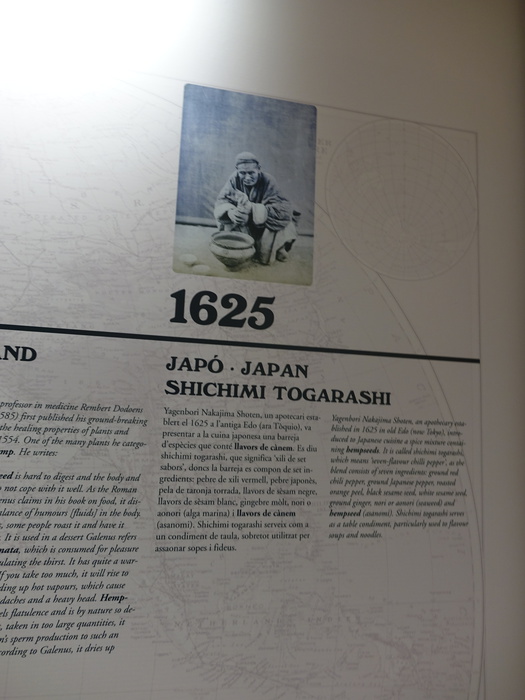 1625
AND
professor in medicine Rembert Dodoens
585) first published his ground-breaking
the healing properties of plants and
1554. One of the many plants he catego-
mp. He writes:
eed is hard to digest and the body and
not cope with it well. As the Roman
enus claims in his book on food, it dis-
lance of humours [fluids] in the body.
, some people roast it and have it
. It is used in a dessert Galenus refers
nata, which is consumed for pleasure
ulating the thirst. It has quite a war-
f you take too much, it will rise to
ding up hot vapours, which cause
daches and a heavy head. Hemp-
els flatulence and is by nature so de-
, taken in too large quantities, it
n's sperm production to such an
cording to Galenus, it dries up
JAPÓ · JAPAN
SHICHIMI TOGARASHI
Yagenbori Nakajima Shoten, un apotecari esta-
blert el 1625 a l'antiga Edo (ara Tòquio), va
presentar a la cuina japonesa una barreja
d'espècies que conté llavors de cànem. Es diu
shichimi togarashi, que significa 'xili de set
sabors', doncs la barreja es compon de set in-
gredients: pebre de xili vermell, pebre japonès,
pela de taronja torrada, llavors de sèsam negre,
llavors de sèsam blanc, gingebre mòlt, nori o
aonori (alga marina) i llavors de cànem
(asanomi). Shichimi togarashi serveix com a
un condiment de taula, sobretot utilitzat per
assaonar sopes i fideus.
Yagenbori Nakajima Shoten, an apothecary esta-
blished in 1625 in old Edo (now Tokyo), intro-
duced to Japanese cuisine a spice mixture contai-
ning hempseeds. It is called shichimi togarashi,
which means 'seven-flavour chilli pepper', as the
blend consists of seven ingredients: ground red
chilli pepper, ground Japanese pepper, roasted
orange peel, black sesame seed, white sesame seed,
ground ginger, nori or aonori (seaweed) and
hempseed (asanomi). Shichimi togarashi serves
as a table condiment, particularly used to flavour
soups and noodles.